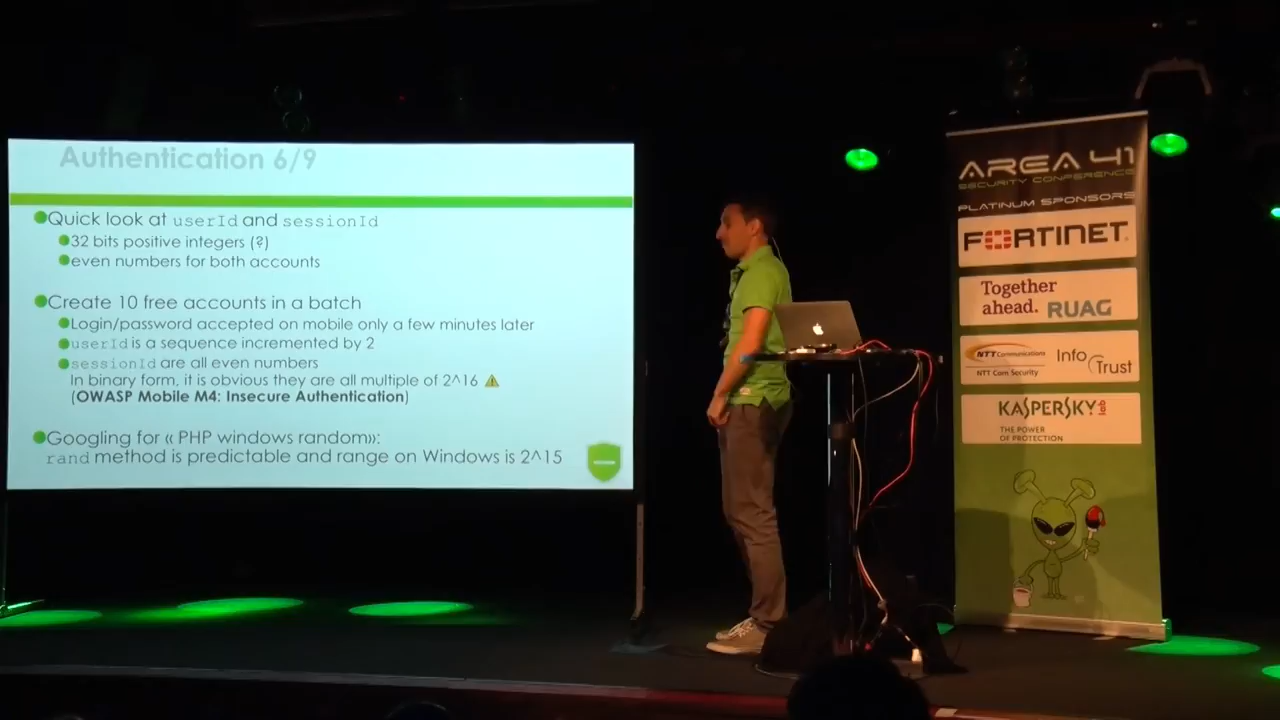 Authentication 6/9
Quick look at userId and sessionId
32 bits positive integers (?)
even numbers for both accounts
Create 10 free accounts in a batch
Login/password accepted on mobile only a few minutes later
userId is a sequence incremented by 2
sessionId are all even numbers
In binary form, it is obvious they are all multiple of 2^16
(OWASP Mobile M4: Insecure Authentication)
Googling for « PHP windows random»:
rand method is predictable and range on Windows is 2^15
AREA 41
SECURITY CONFERENCE
PLATINUM SPONSORS
FORTINET
Together
ahead. RUAG
NTT Communications
NTT Com Security
InfoTrust
KASPERSKY lab
THE POWER
OF PROTECTION